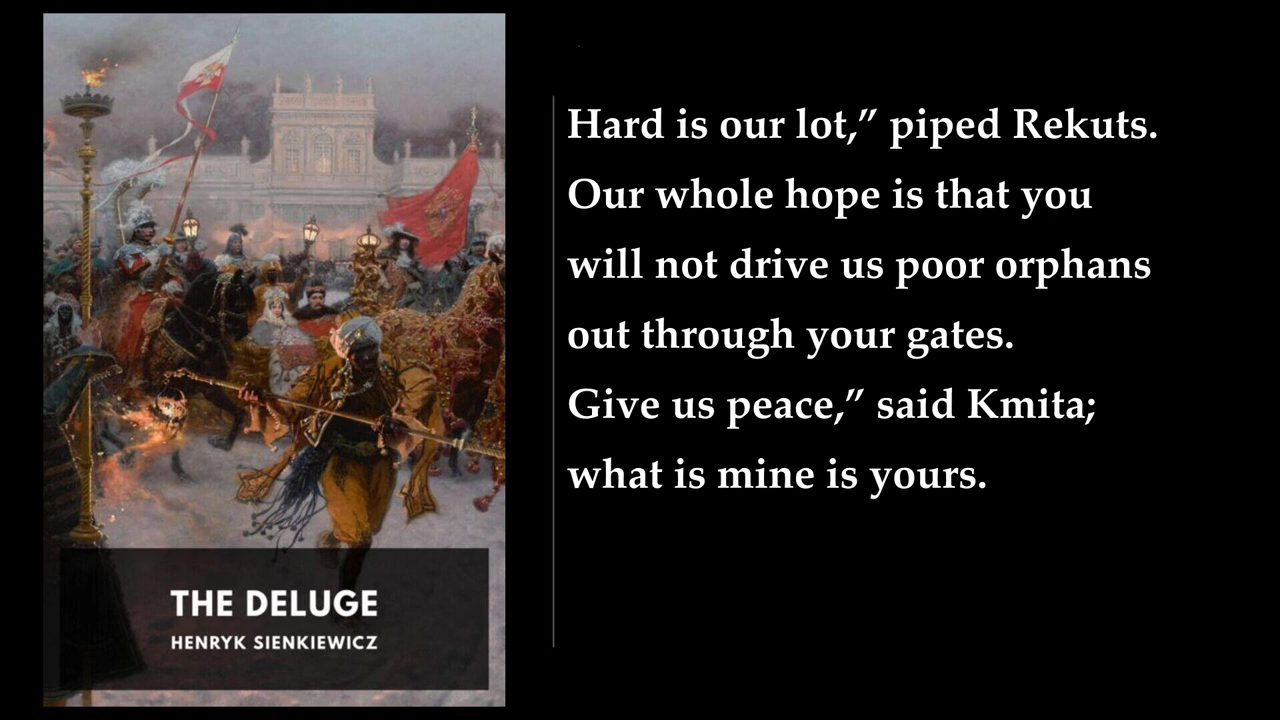 THE DELUGE
HENRYK SIENKIEWICZ
Hard is our lot,” piped Rekuts.
Our whole hope is that you
will not drive us poor orphans
out through your gates.
Give us peace,” said Kmita;
what is mine is yours.